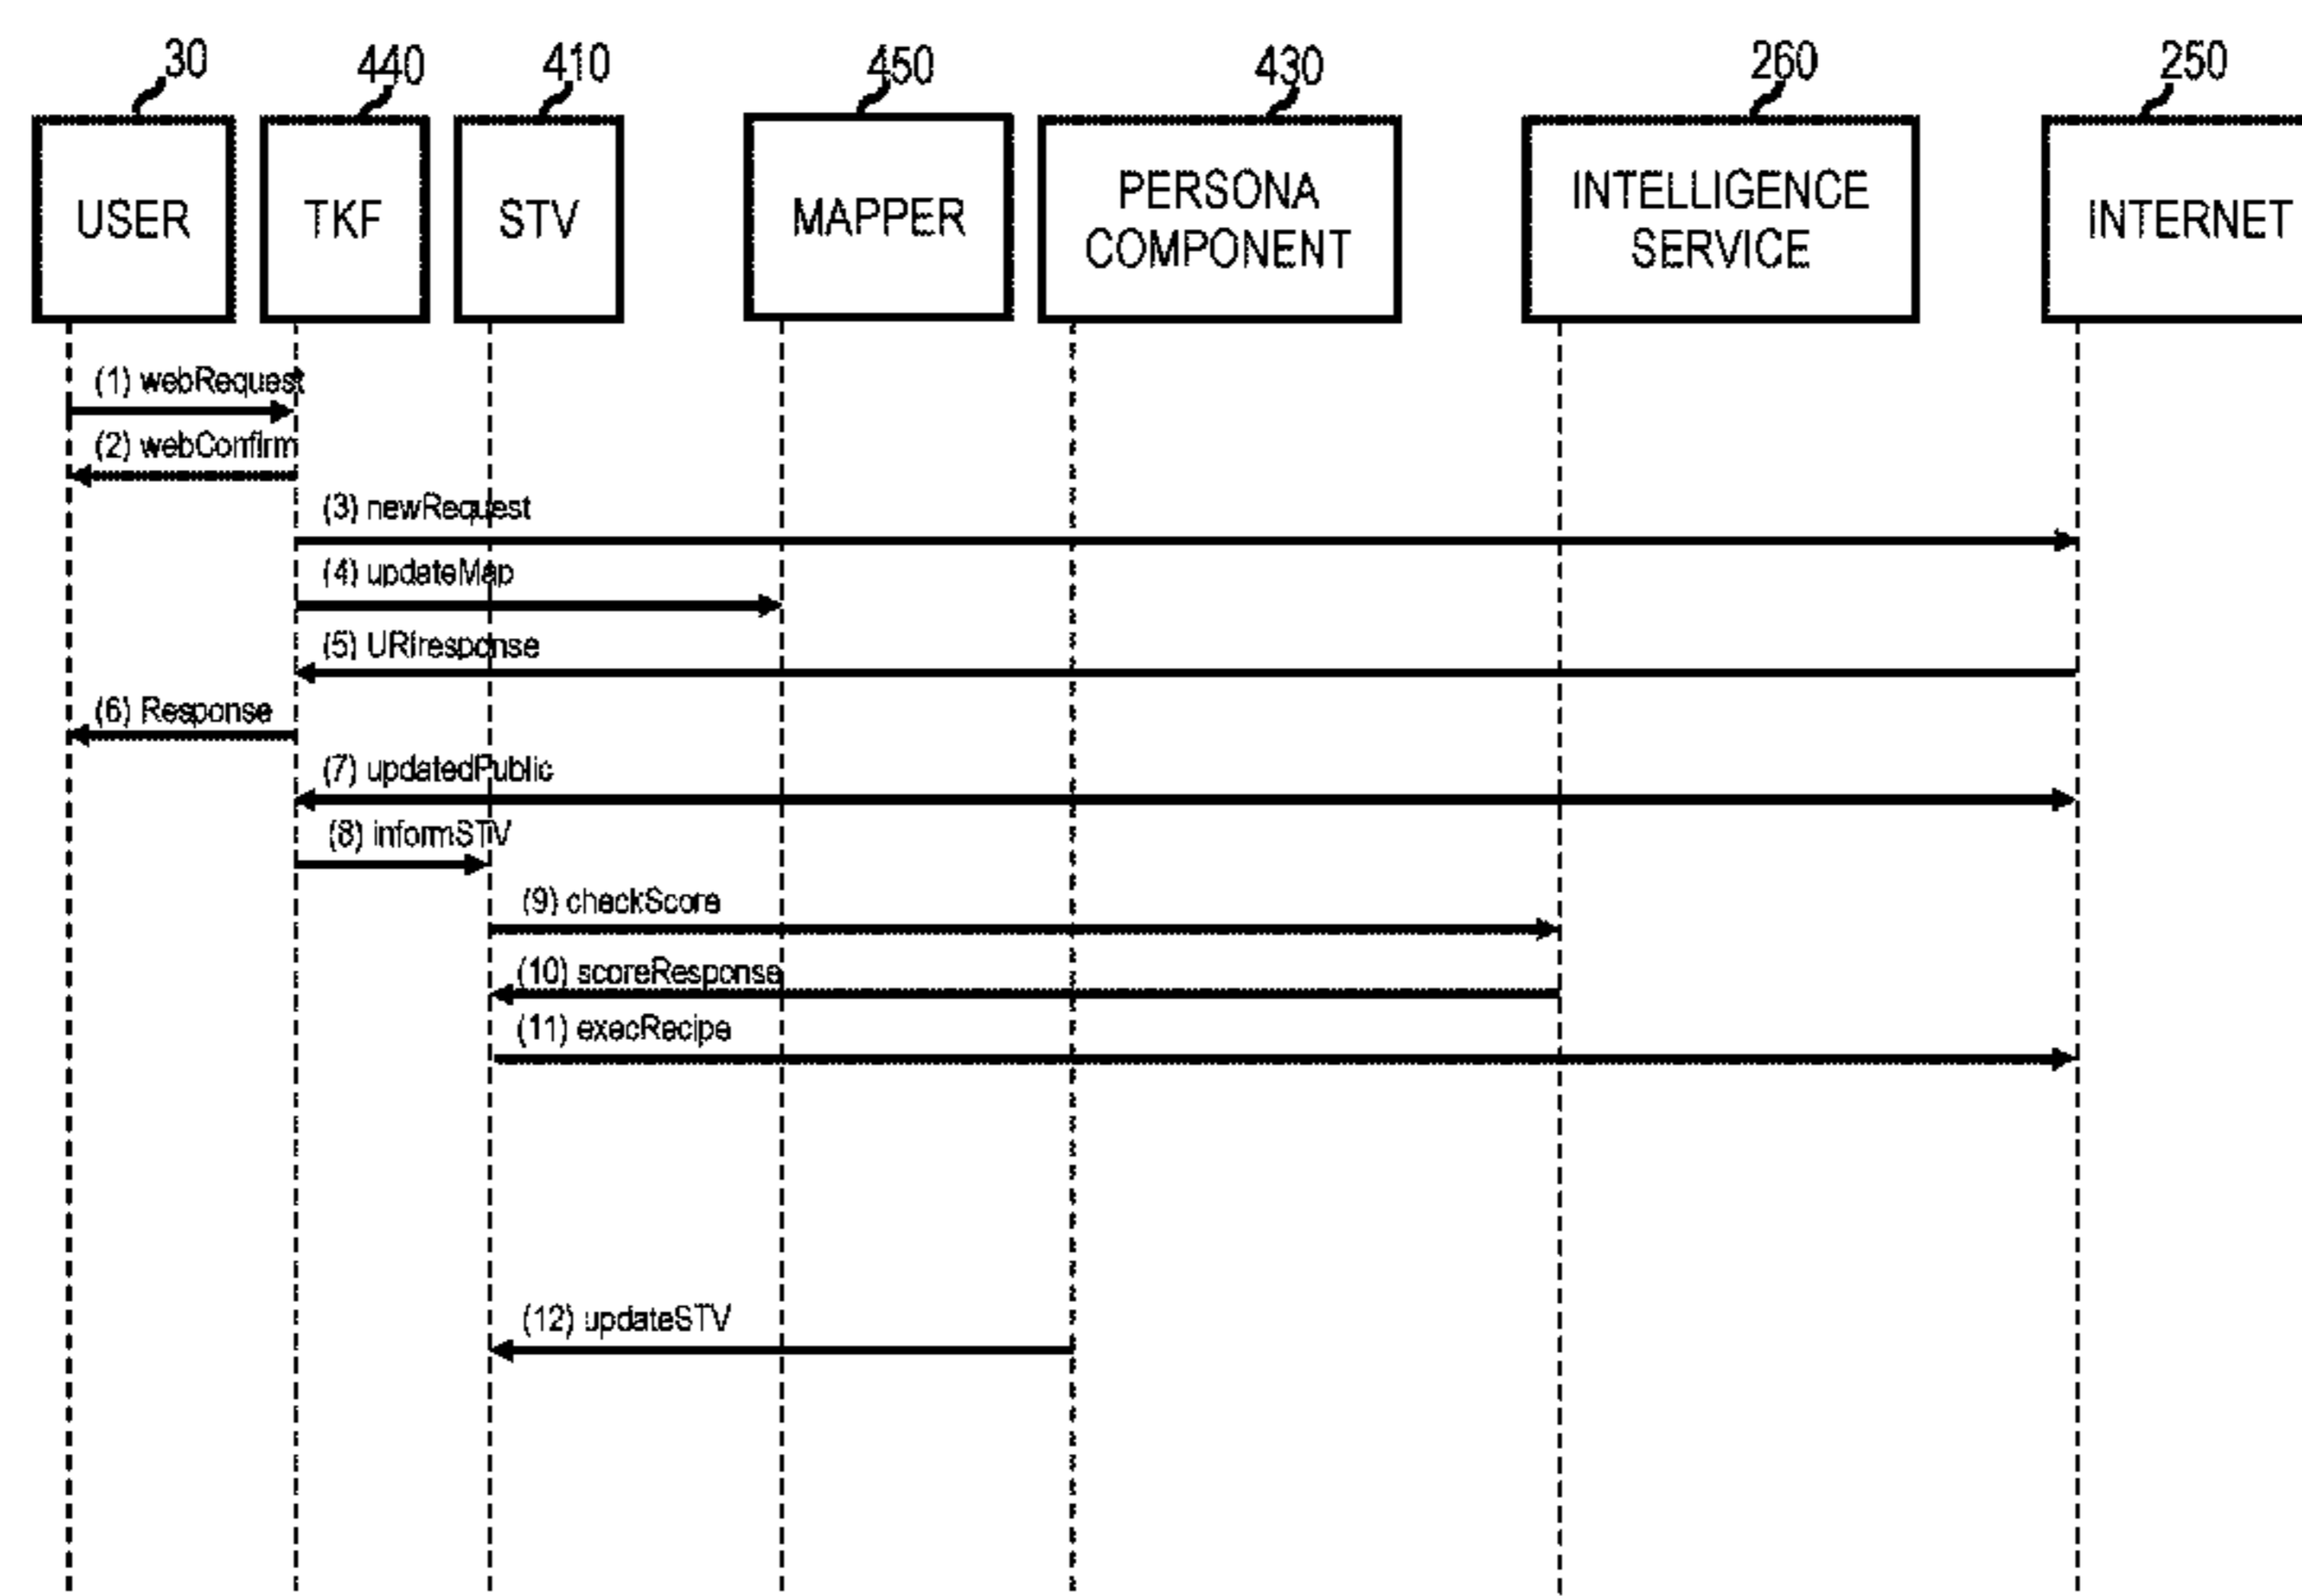 30
440
410
450
430
260
250
USER
TKF
STV
MAPPER
PERSONA
COMPONENT
INTELLIGENCE
SERVICE
INTERNET
(1) webRequest
(2) webConfirm
(3) newRequest
(4) updateMap
(5) URIresponse
(6) Response
(7) updatedPublic
(8) informSTV
(9) checkScore
(10) scoreResponse
(11) execRecipe
(12) updateSTV